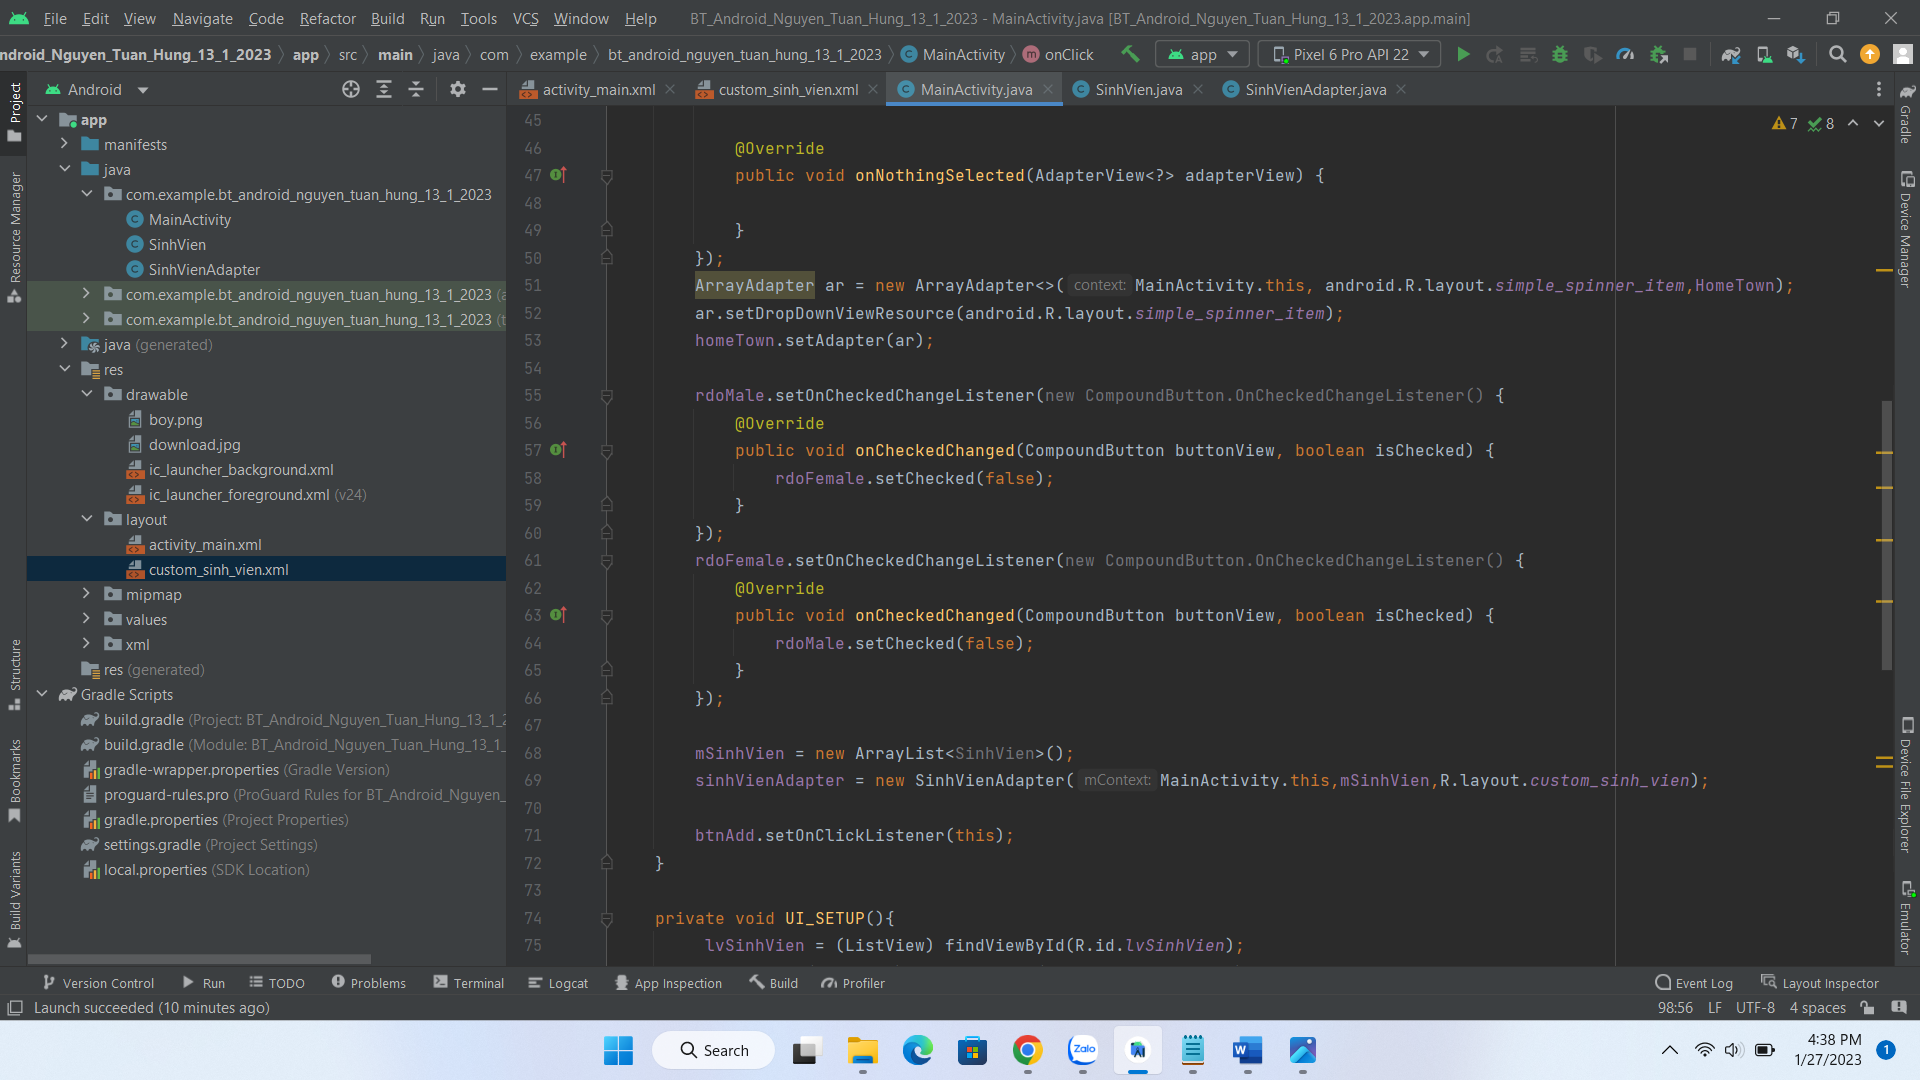 File Edit View Navigate Code Refactor Build Run Tools VCS Window Help BT_Android_Nguyen_Tuan_Hung_13_1_2023 - MainActivity.java [BT_Android_Nguyen_Tuan_Hung_13_1_2023.app.main]
ndroid_Nguyen_Tuan_Hung_13_1_2023 app src main java com example bt_android_nguyen_tuan_hung_13_1_2023 MainActivity onClick app Pixel 6 Pro API 22
Android
activity_main.xml custom_sinh_vien.xml MainActivity.java SinhVien.java SinhVienAdapter.java
Project
Resource Manager
Structure
Bookmarks
Build Variants
app
manifests
java
com.example.bt_android_nguyen_tuan_hung_13_1_2023
MainActivity
SinhVien
SinhVienAdapter
com.example.bt_android_nguyen_tuan_hung_13_1_2023 (a
com.example.bt_android_nguyen_tuan_hung_13_1_2023 (t
java (generated)
res
drawable
boy.png
download.jpg
ic_launcher_background.xml
ic_launcher_foreground.xml (v24)
layout
activity_main.xml
custom_sinh_vien.xml
mipmap
values
xml
res (generated)
Gradle Scripts
build.gradle (Project: BT_Android_Nguyen_Tuan_Hung_13_1_2
build.gradle (Module: BT_Android_Nguyen_Tuan_Hung_13_1_
gradle-wrapper.properties (Gradle Version)
proguard-rules.pro (ProGuard Rules for BT_Android_Nguyen_
gradle.properties (Project Properties)
settings.gradle (Project Settings)
local.properties (SDK Location)
7 8
45
46 @Override
47 public void onNothingSelected(AdapterView<?> adapterView) {
48
49 }
50 });
51 ArrayAdapter ar = new ArrayAdapter<>( context: MainActivity.this, android.R.layout.simple_spinner_item,HomeTown);
52 ar.setDropDownViewResource(android.R.layout.simple_spinner_item);
53 homeTown.setAdapter(ar);
54
55 rdoMale.setOnCheckedChangeListener(new CompoundButton.OnCheckedChangeListener() {
56 @Override
57 public void onCheckedChanged(CompoundButton buttonView, boolean isChecked) {
58 rdoFemale.setChecked(false);
59 }
60 });
61 rdoFemale.setOnCheckedChangeListener(new CompoundButton.OnCheckedChangeListener() {
62 @Override
63 public void onCheckedChanged(CompoundButton buttonView, boolean isChecked) {
64 rdoMale.setChecked(false);
65 }
66 });
67
68 mSinhVien = new ArrayList<SinhVien>();
69 sinhVienAdapter = new SinhVienAdapter( mContext: MainActivity.this,mSinhVien,R.layout.custom_sinh_vien);
70
71 btnAdd.setOnClickListener(this);
72 }
73
74 private void UI_SETUP(){
75 lvSinhVien = (ListView) findViewById(R.id.lvSinhVien);
Gradle
Device Manager
Device File Explorer
Emulator
Version Control Run TODO Problems Terminal Logcat App Inspection Build Profiler Event Log Layout Inspector
Launch succeeded (10 minutes ago) 98:56 LF UTF-8 4 spaces
Search
Zalo
AI
W
4:38 PM
1/27/2023
1